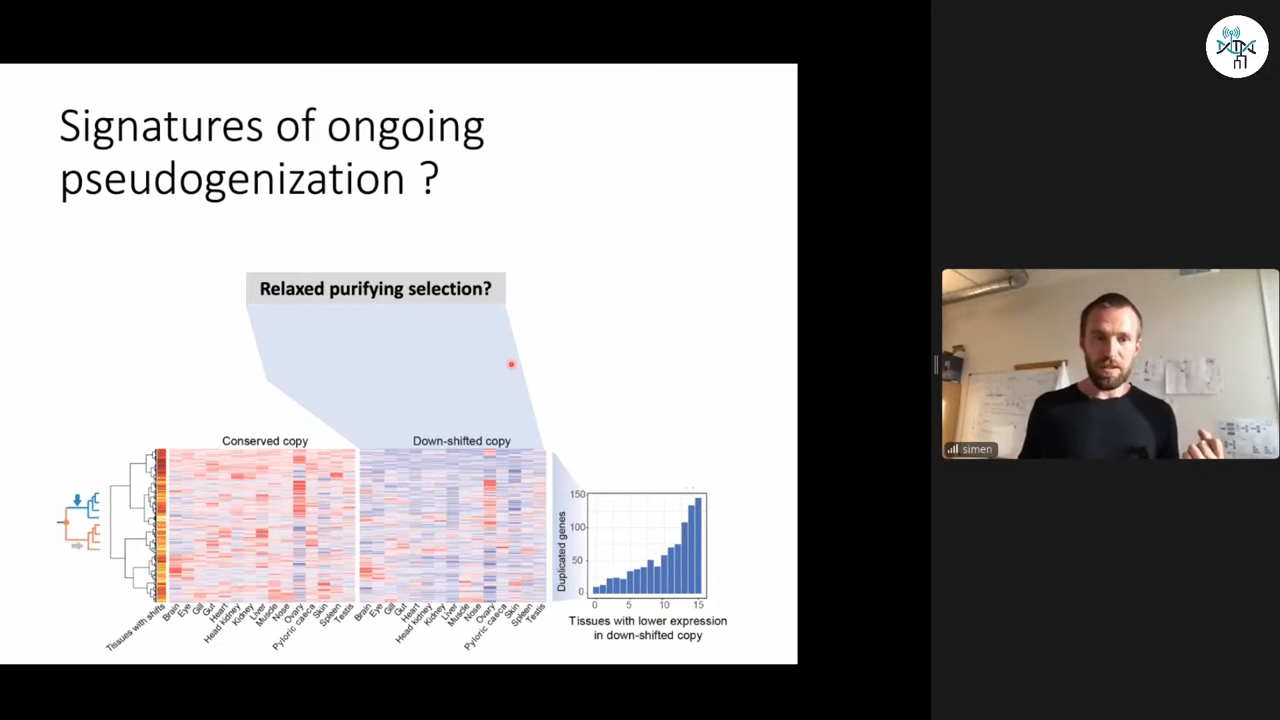 Signatures of ongoing
pseudogenization ?
Relaxed purifying selection?
Conserved copy
Down-shifted copy
Tissues with shifts
Brain
Eye
Gill
Gut
Heart
Head kidney
Kidney
Liver
Muscle
Nose
Ovary
Pyloric caeca
Skin
Spleen
Testis
Brain
Eye
Gill
Gut
Heart
Head kidney
Kidney
Liver
Muscle
Nose
Ovary
Pyloric caeca
Skin
Spleen
Testis
Duplicated genes
150
100
50
0
0 5 10 15
Tissues with lower expression
in down-shifted copy
simen